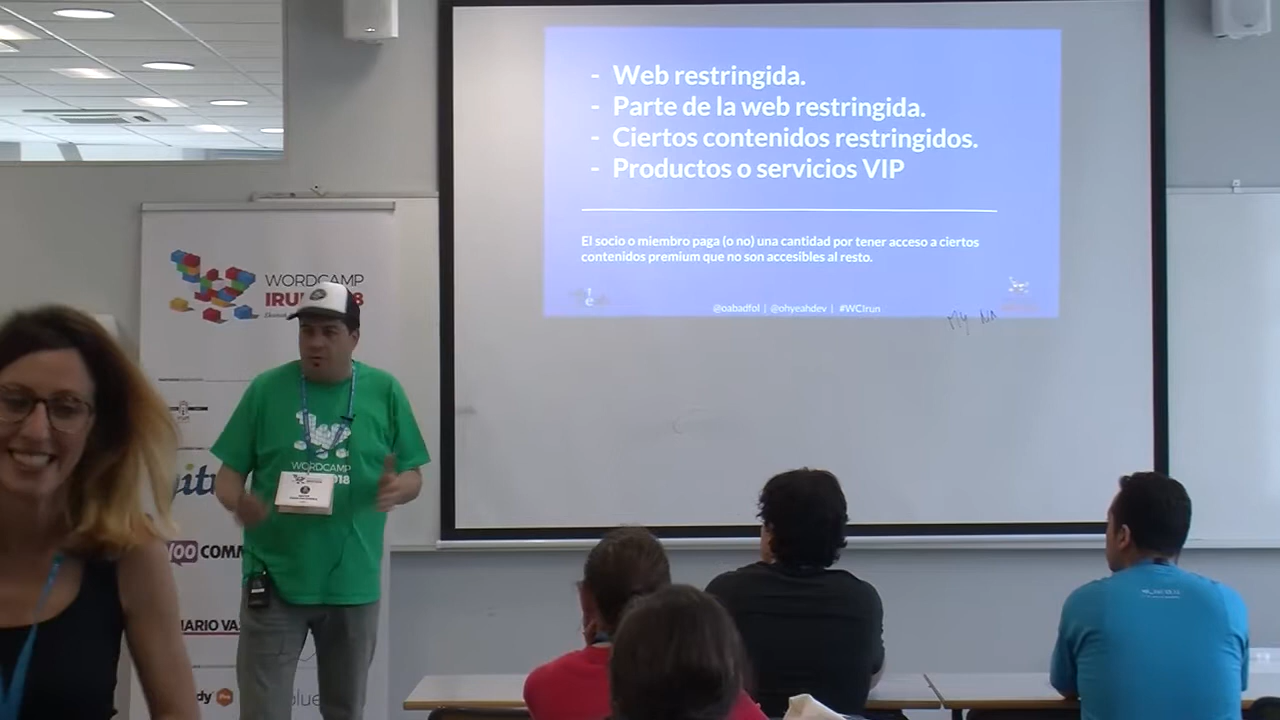 - Web restringida.
- Parte de la web restringida.
- Ciertos contenidos restringidos.
- Productos o servicios VIP
El socio o miembro paga (o no) una cantidad por tener acceso a ciertos
contenidos premium que no son accesibles al resto.
@oabadfol | @ohyeahdev | #WCIrun
WORDCAMP
WORDCAMP
018
WOO COMM